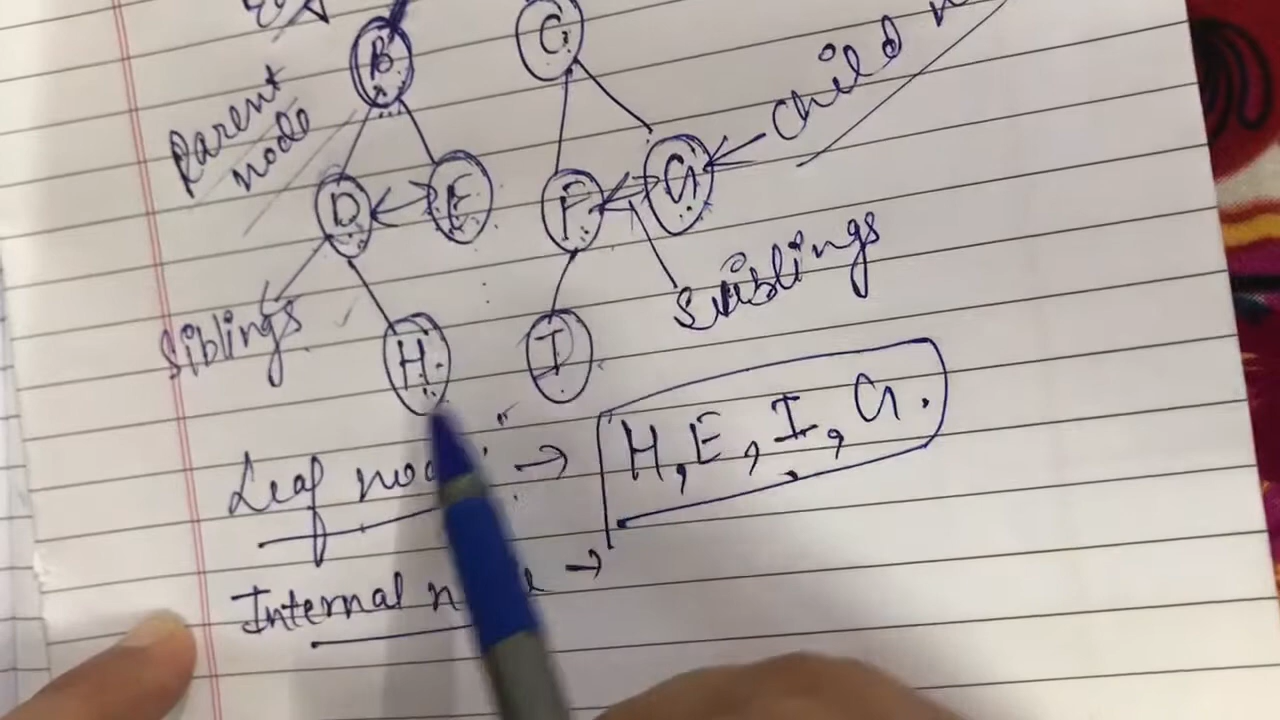 B C
child
Parent
node
D E F G
siblings
siblings
H I
Leaf → H, E, I, G.
Internal →